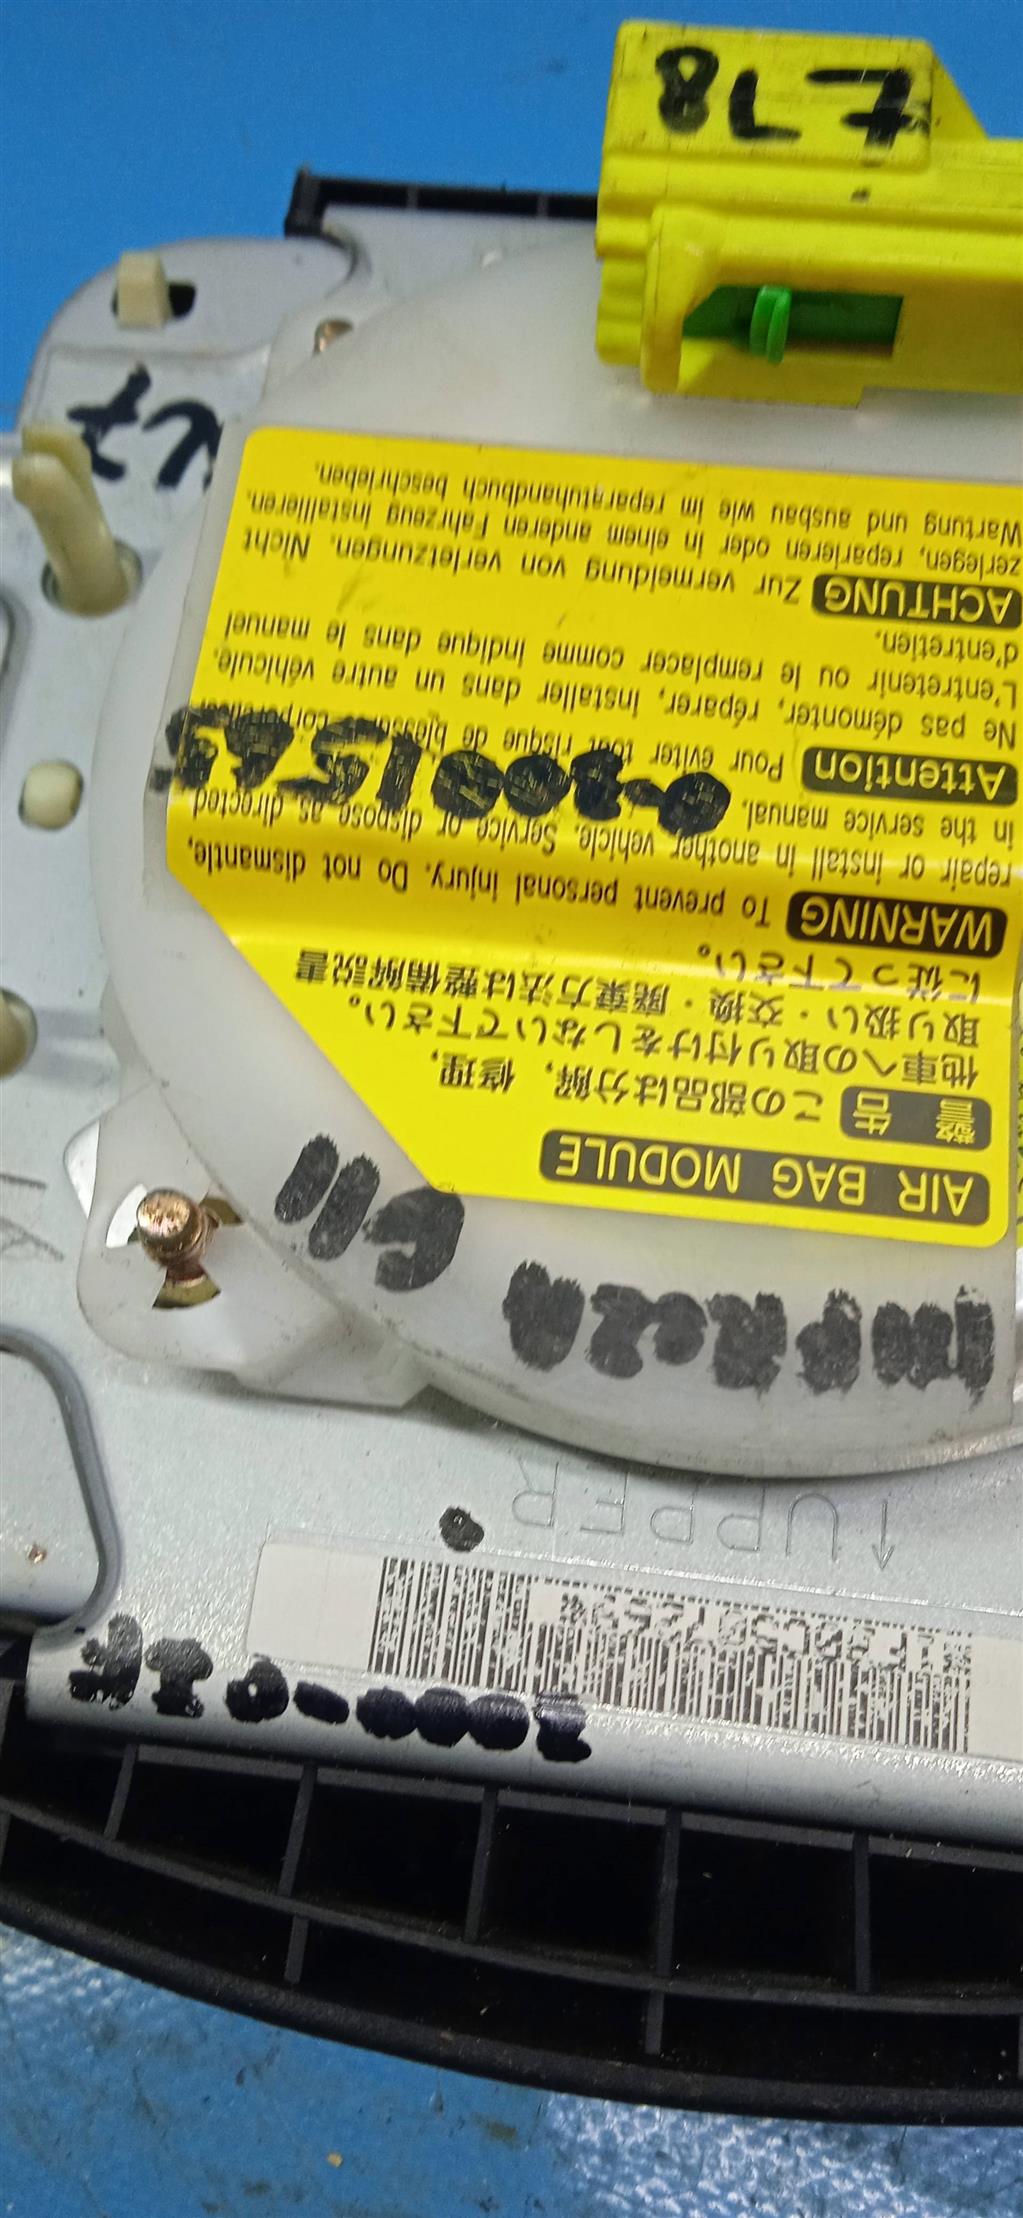 ↑UPPER
IMPREZA G11
AIR BAG MODULE
警告 この部品は分解, 修理,
他車への取り付けをしないで下さい。
取り扱い・交換・廃棄方法は整備解説書
に従って下さい。
WARNING To prevent personal injury. Do not dismantle,
repair or install in another vehicle. Service or dispose as directed
in the service manual.
Attention Pour éviter tout risque de
Ne pas démonter, réparer, installer dans un autre véhicule.
L'entretenir ou le remplacer comme indiqué dans le manuel
d'entretien.
ACHTUNG Zur vermeldung von verletzungen. Nicht
zerlegen, reparieren oder in einem anderen Fahrzeug installieren.
Wartung und ausbau wie im reparatuhandbuch beschrieben.